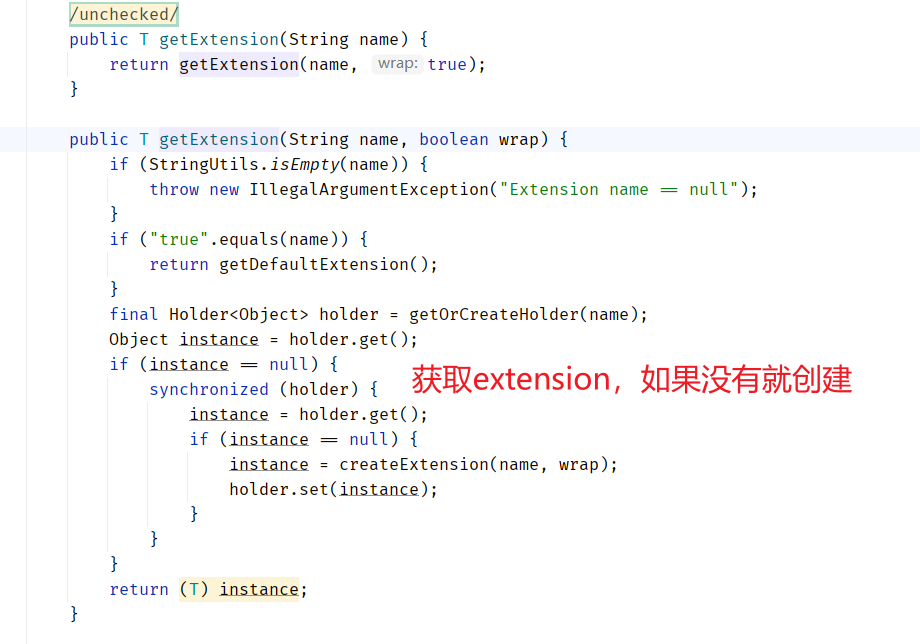 /unchecked/
public T getExtension(String name) {
return getExtension(name, wrap: true);
}
public T getExtension(String name, boolean wrap) {
if (StringUtils.isEmpty(name)) {
throw new IllegalArgumentException("Extension name == null");
}
if ("true".equals(name)) {
return getDefaultExtension();
}
final Holder<Object> holder = getOrCreateHolder(name);
Object instance = holder.get();
if (instance == null) {
synchronized (holder) {
获取extension，如果没有就创建
instance = holder.get();
if (instance == null) {
instance = createExtension(name, wrap);
holder.set(instance);
}
}
}
return (T) instance;
}